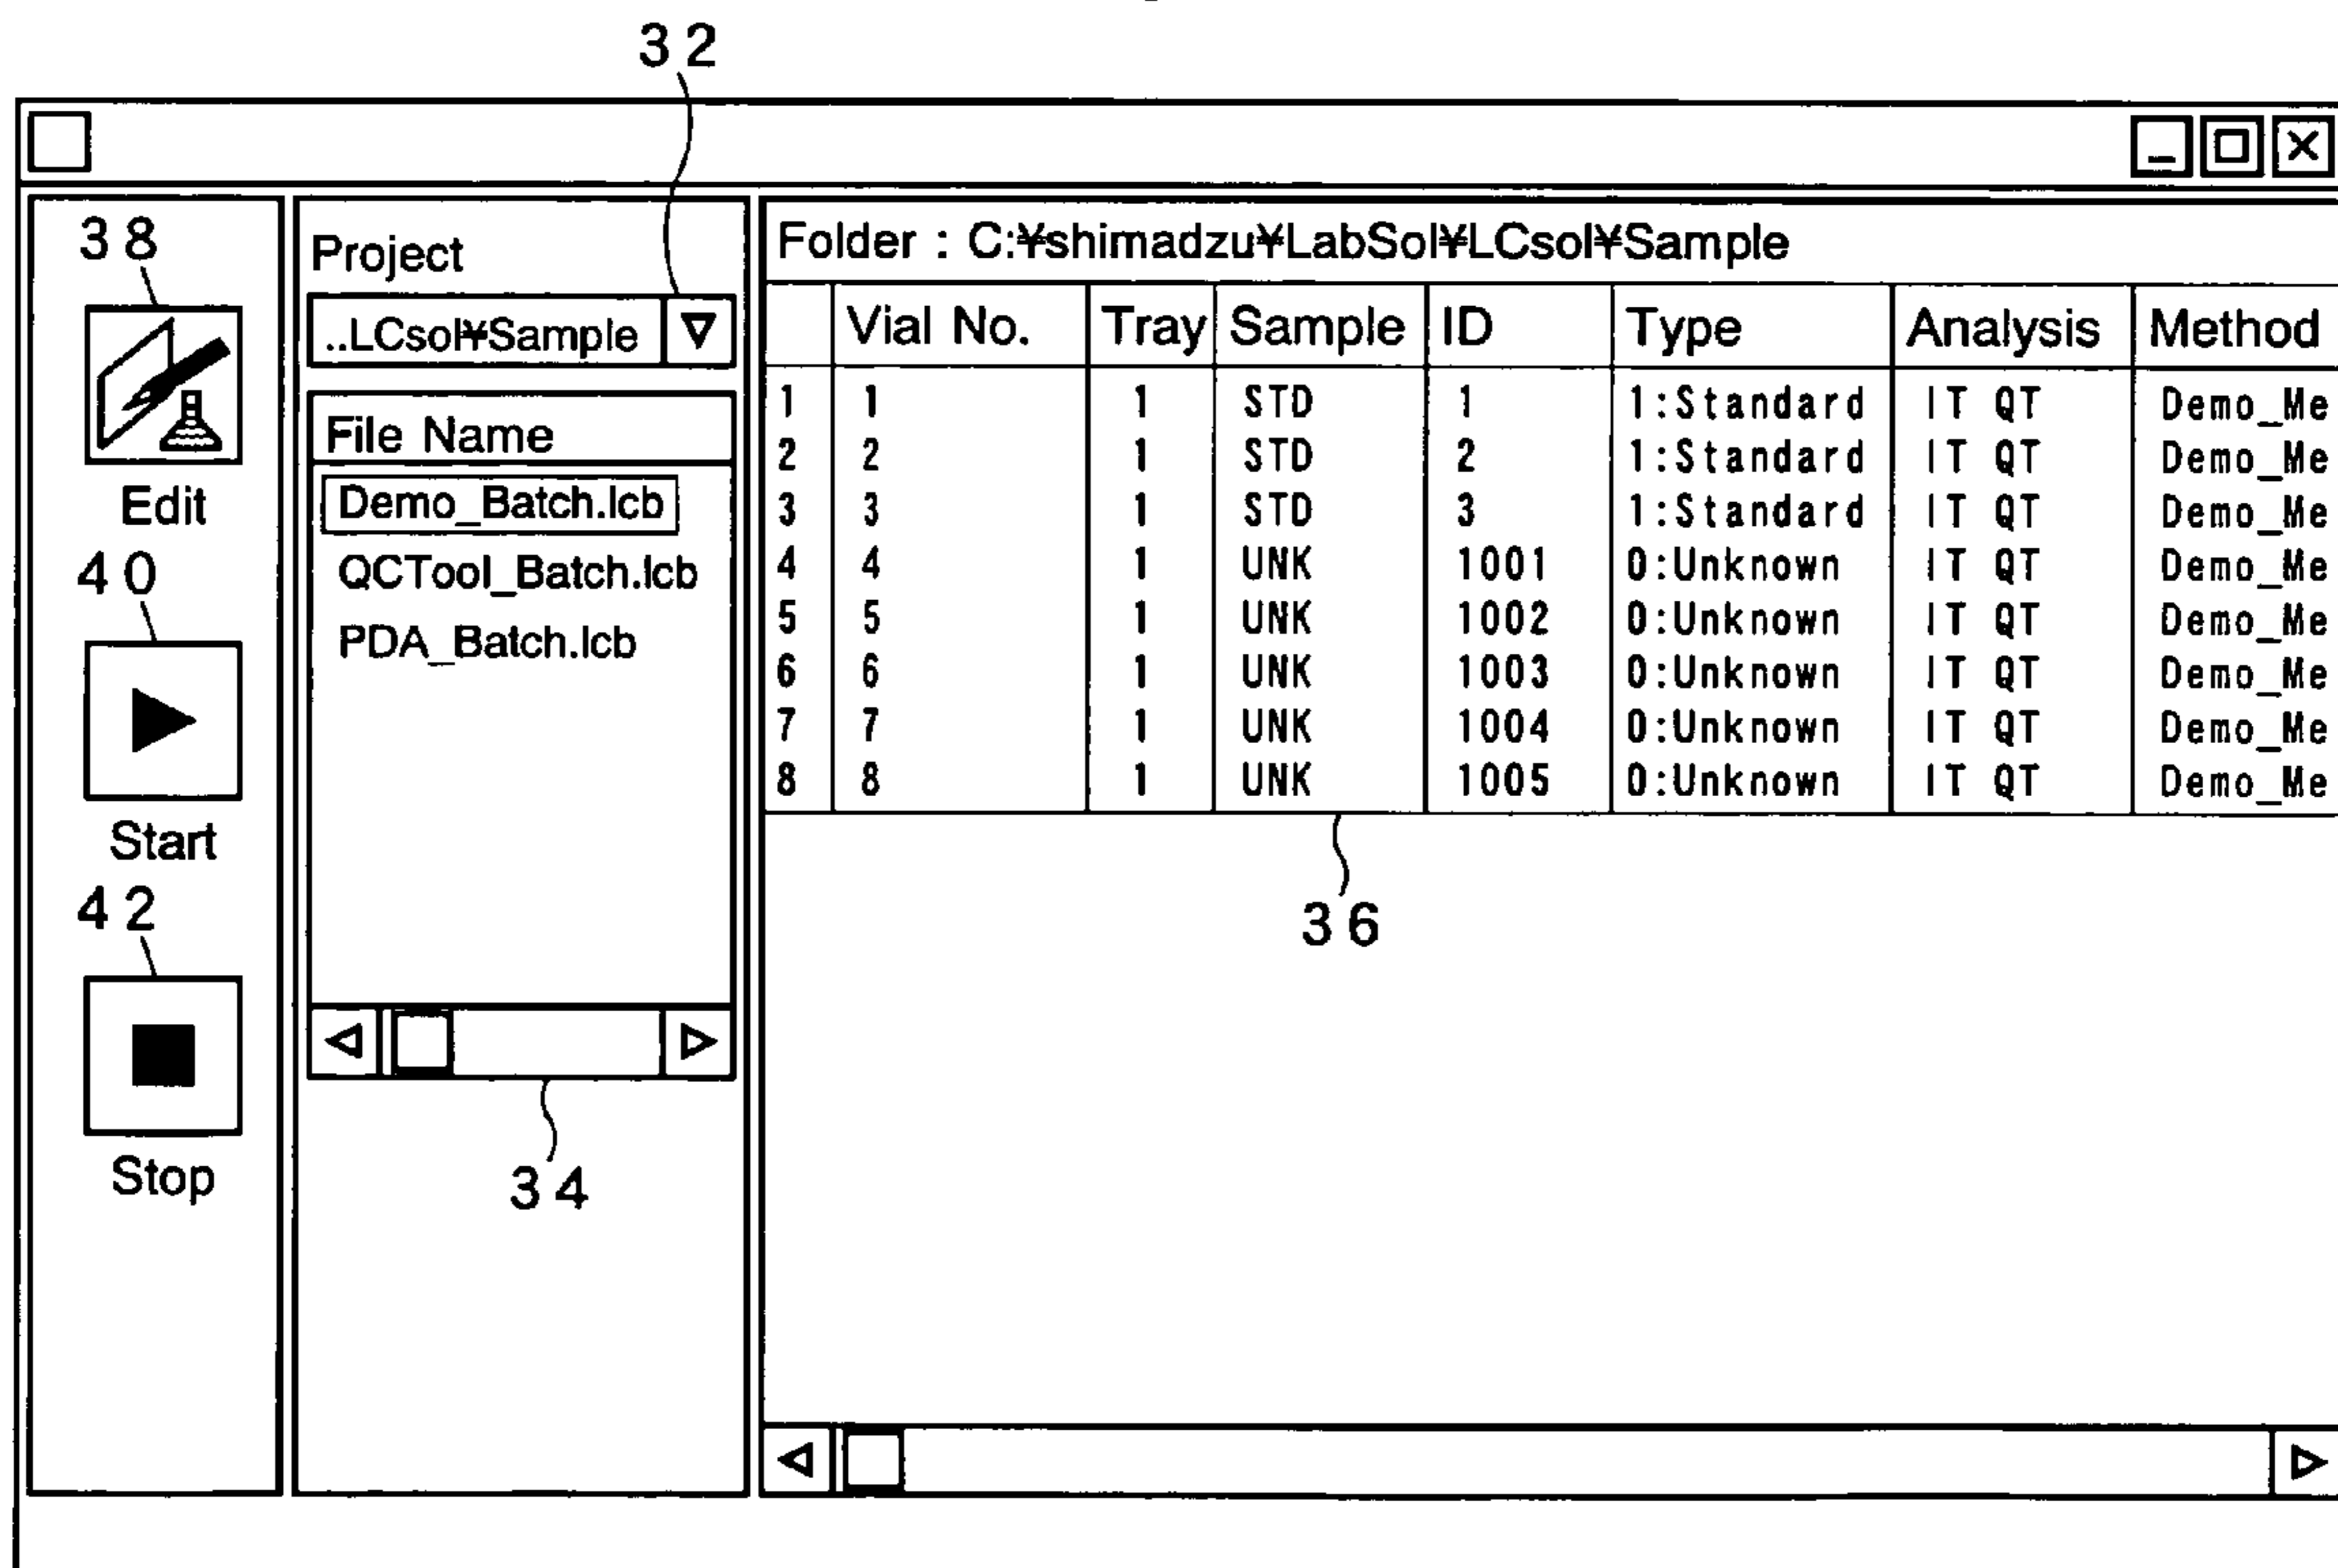 32
38
Edit
40
Start
42
Stop
Project
..LCsol¥Sample
File Name
Demo_Batch.lcb
QCTool_Batch.lcb
PDA_Batch.lcb
34
Folder : C:¥shimadzu¥LabSol¥LCsol¥Sample
Vial No. Tray Sample ID Type Analysis Method
1 1 1 STD 1 1:Standard IT QT Demo_Me
2 2 1 STD 2 1:Standard IT QT Demo_Me
3 3 1 STD 3 1:Standard IT QT Demo_Me
4 4 1 UNK 1001 0:Unknown IT QT Demo_Me
5 5 1 UNK 1002 0:Unknown IT QT Demo_Me
6 6 1 UNK 1003 0:Unknown IT QT Demo_Me
7 7 1 UNK 1004 0:Unknown IT QT Demo_Me
8 8 1 UNK 1005 0:Unknown IT QT Demo_Me
36